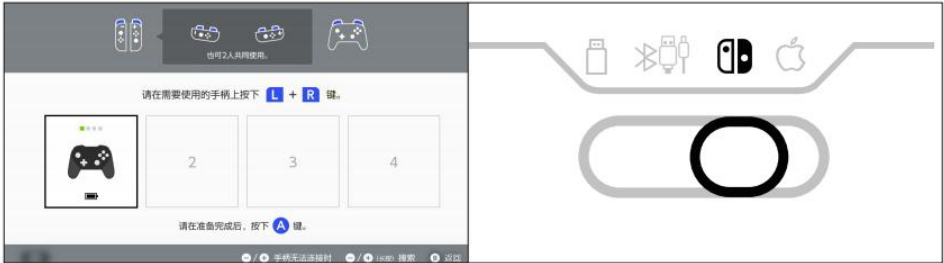 也可2人共同使用。
请在需要使用的手柄上按下 L + R 键。
2 3 4
请在准备完成后，按下 A 键。
⊖/⊕ 手柄无法连接时 ⊖/⊕ (长按) 搜索 B 返回